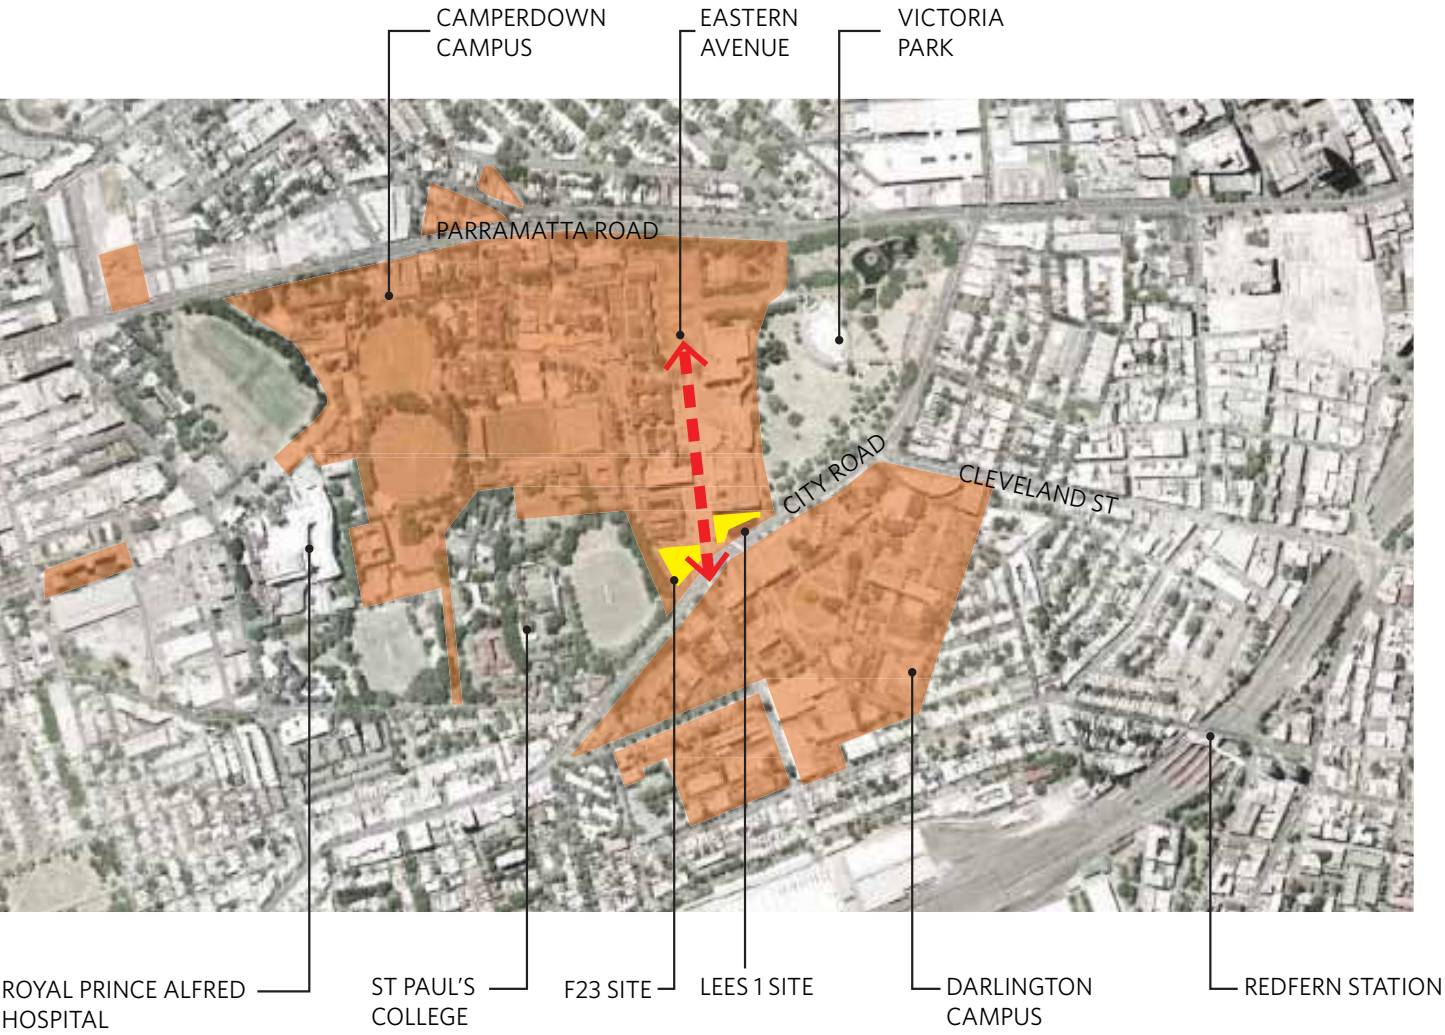 CAMPERDOWN
CAMPUS
EASTERN
AVENUE
VICTORIA
PARK
PARRAMATTA ROAD
CITY ROAD
CLEVELAND ST
ROYAL PRINCE ALFRED
HOSPITAL
ST PAUL'S
COLLEGE
F23 SITE
LEES 1 SITE
DARLINGTON
CAMPUS
REDFERN STATION